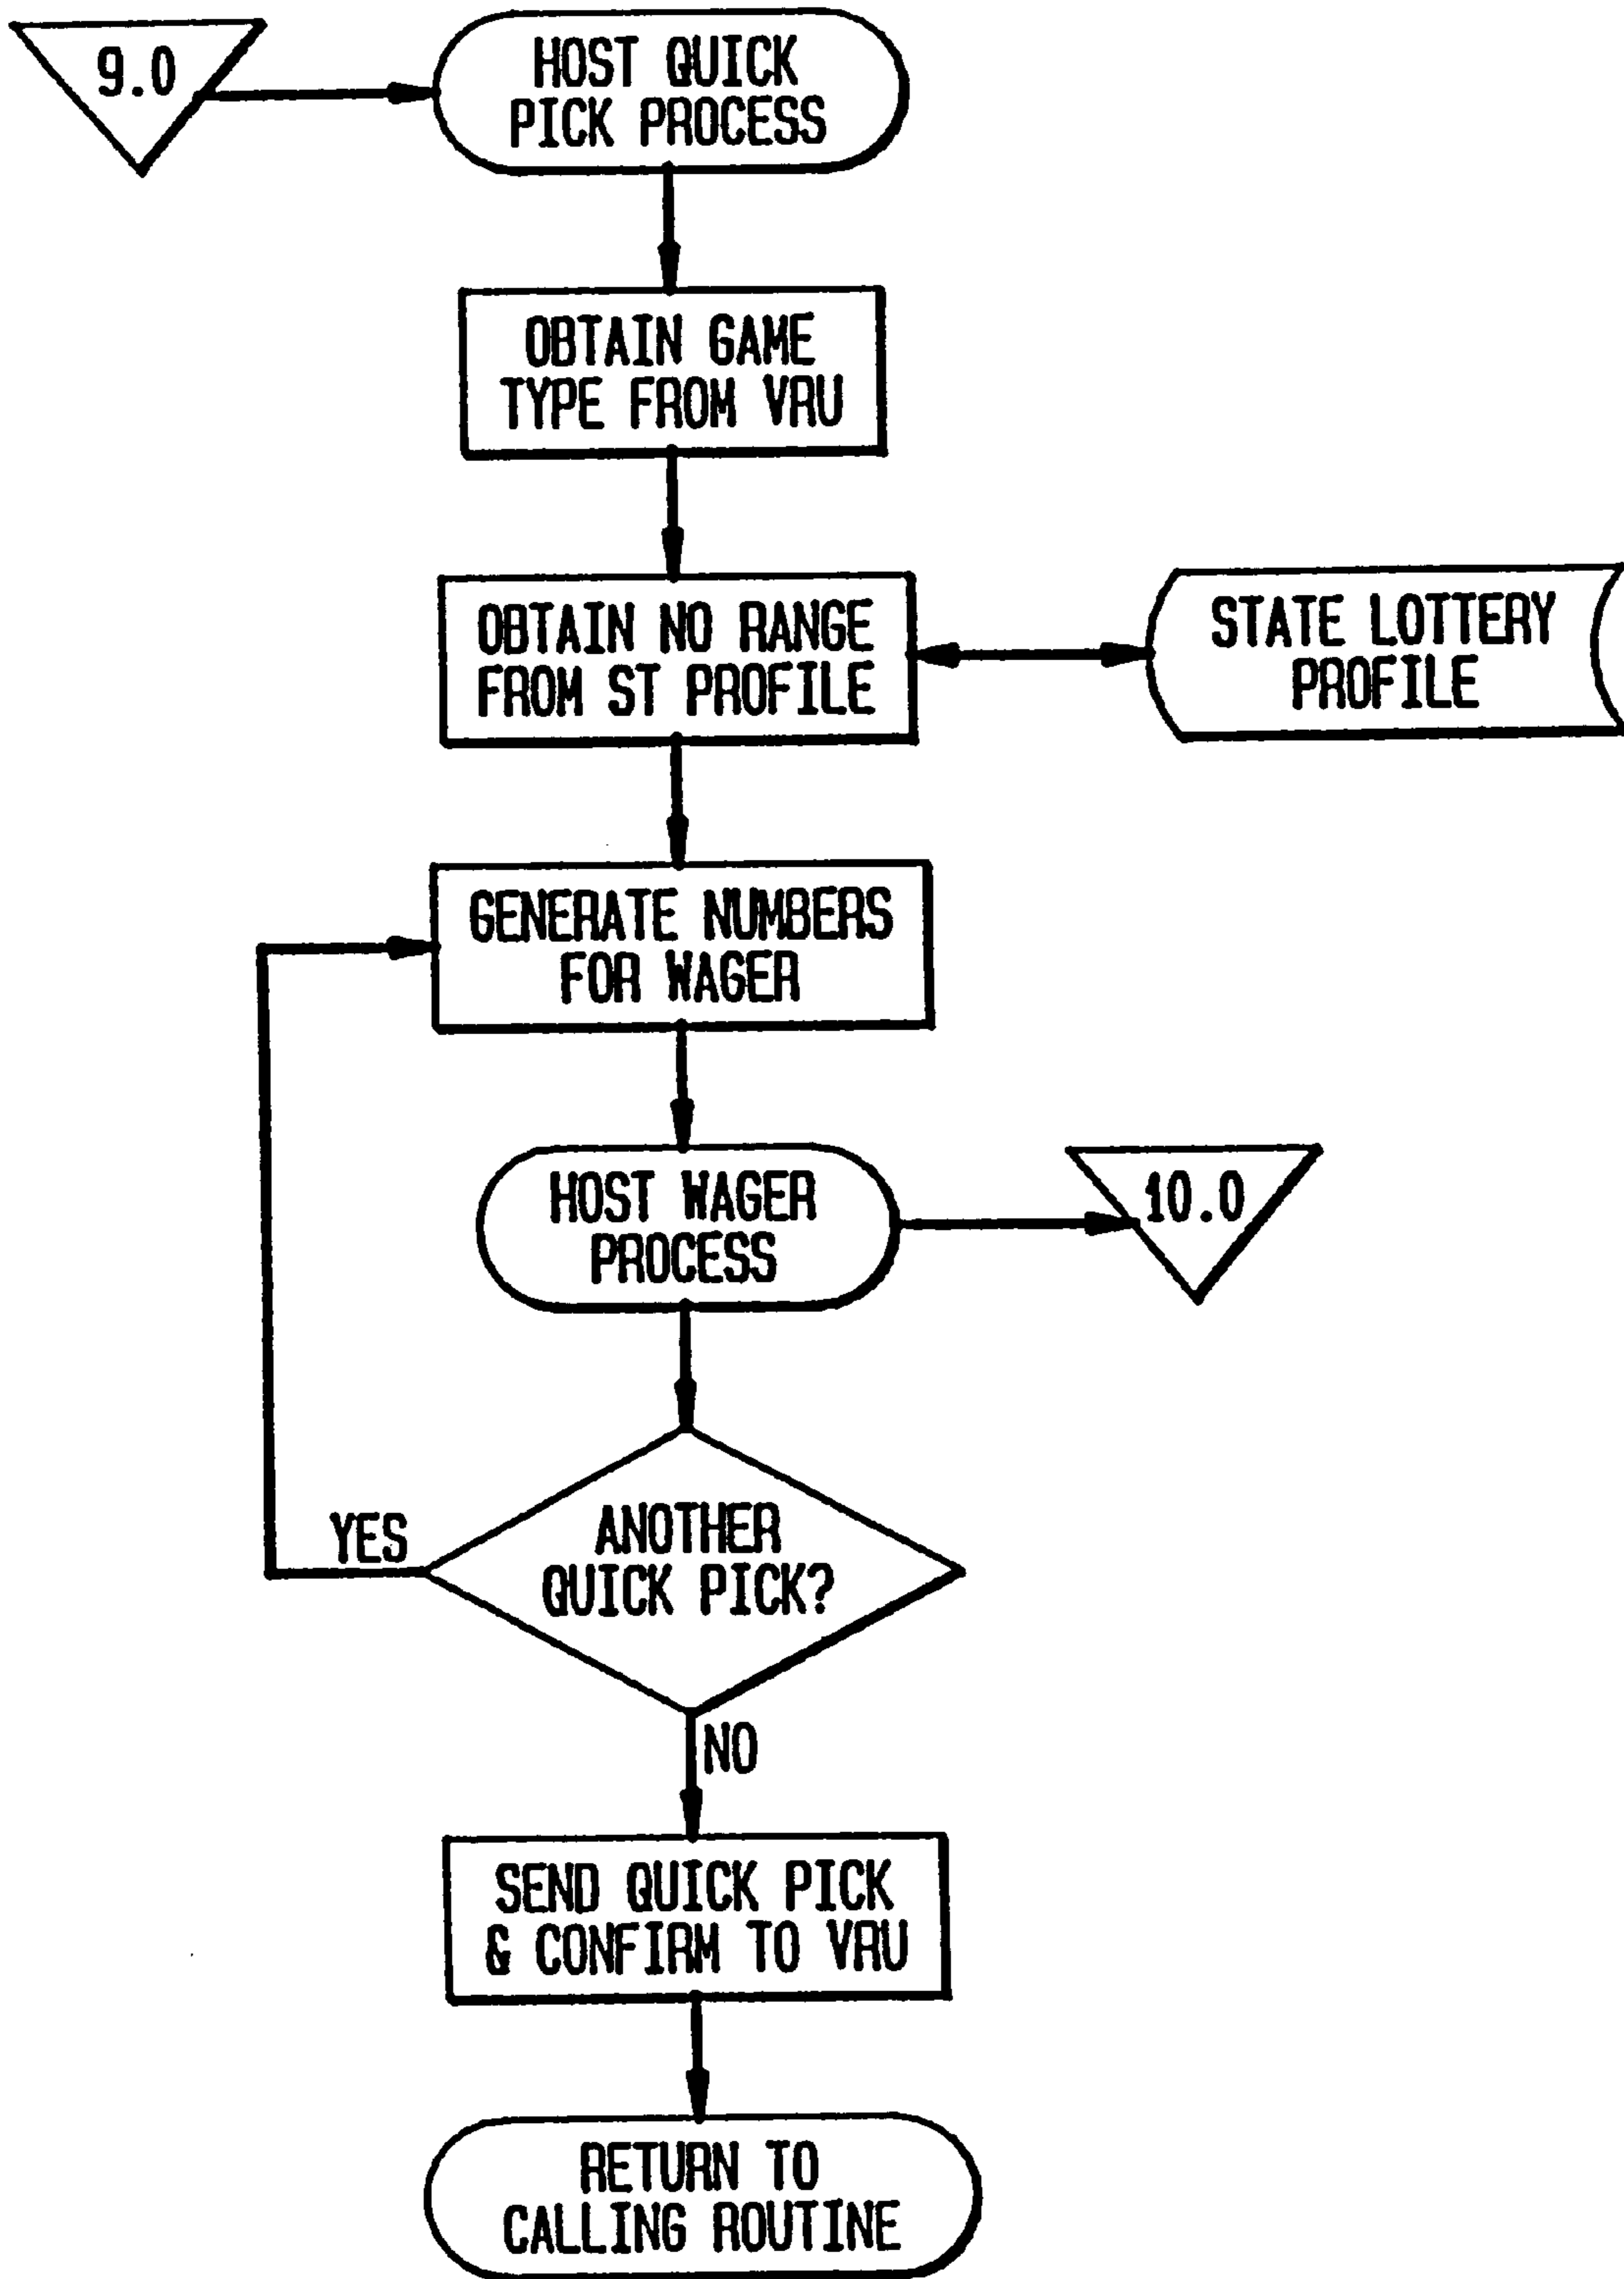 9.0
HOST QUICK
PICK PROCESS
OBTAIN GAME
TYPE FROM VRU
OBTAIN NO RANGE
FROM ST PROFILE
STATE LOTTERY
PROFILE
GENERATE NUMBERS
FOR WAGER
HOST WAGER
PROCESS
10.0
YES
ANOTHER
QUICK PICK?
NO
SEND QUICK PICK
& CONFIRM TO VRU
RETURN TO
CALLING ROUTINE